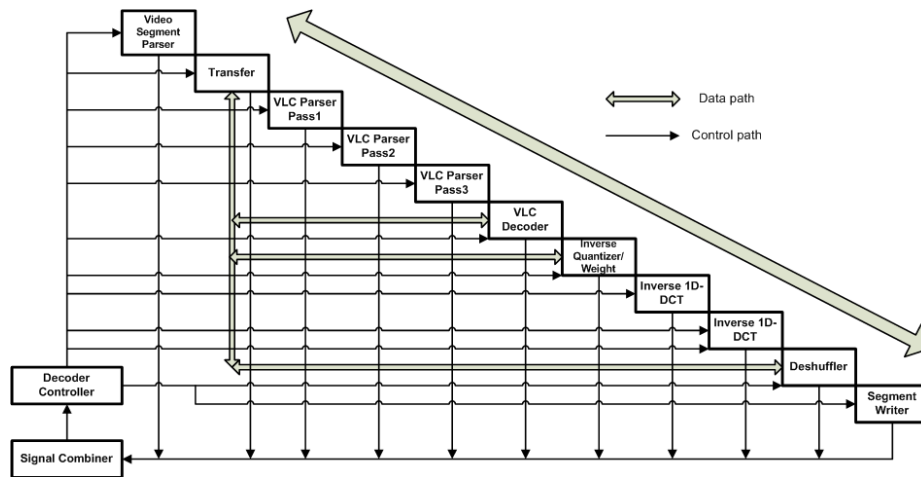 Video
Segment
Parser
Transfer
VLC Parser
Pass1
VLC Parser
Pass2
VLC Parser
Pass3
VLC
Decoder
Inverse
Quantizer/
Weight
Inverse 1D-
DCT
Inverse 1D-
DCT
Deshuffler
Segment
Writer
Data path
Control path
Decoder
Controller
Signal Combiner